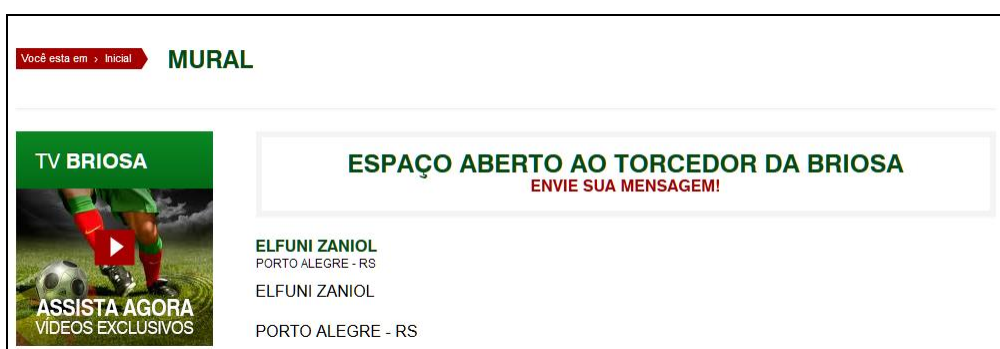 Você esta em › Inicial
MURAL
TV BRIOSA
ASSISTA AGORA
VÍDEOS EXCLUSIVOS
ESPAÇO ABERTO AO TORCEDOR DA BRIOSA
ENVIE SUA MENSAGEM!
ELFUNI ZANIOL
PORTO ALEGRE - RS
ELFUNI ZANIOL
PORTO ALEGRE - RS